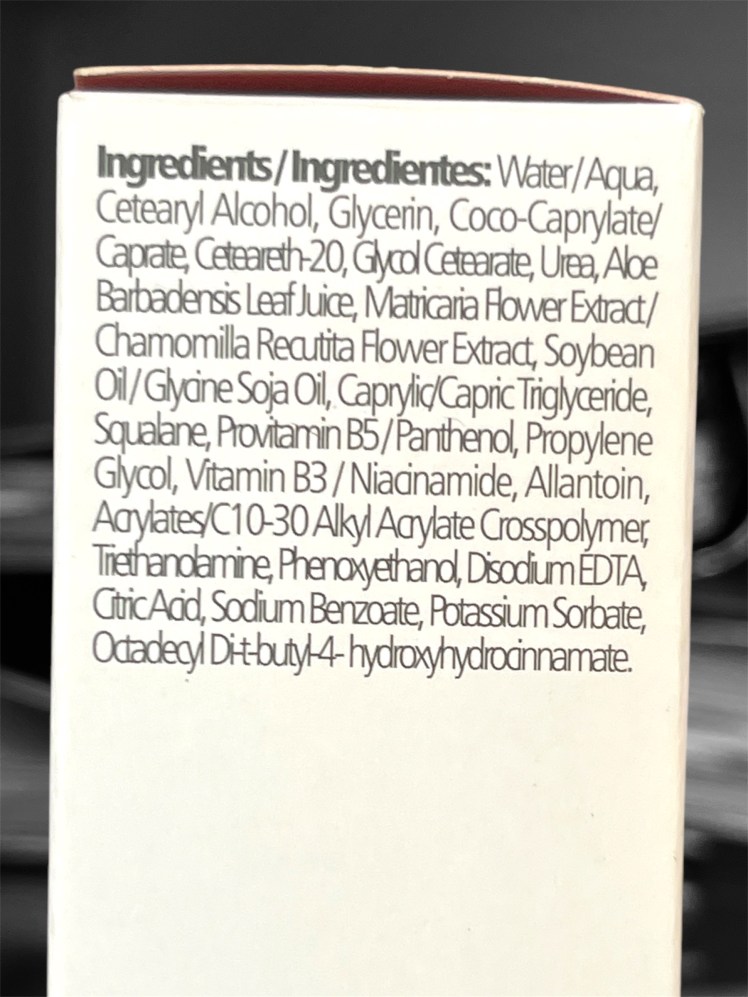 Ingredients / Ingredientes: Water/Aqua,
Cetearyl Alcohol, Glycerin, Coco-Caprylate/
Caprate, Ceteareth-20, Glycol Cetearate, Urea, Aloe
Barbadensis Leaf Juice, Matricaria Flower Extract/
Chamomilla Recutita Flower Extract, Soybean
Oil/Glycine Soja Oil, Caprylic/Capric Triglyceride,
Squalane, Provitamin B5/Panthenol, Propylene
Glycol, Vitamin B3 / Niacinamide, Allantoin,
Acrylates/C10-30 Alkyl Acrylate Crosspolymer,
Triethanolamine, Phenoxyethanol, Disodium EDTA,
Citric Acid, Sodium Benzoate, Potassium Sorbate,
Octadecyl Di-t-butyl-4- hydroxyhydrocinnamate.